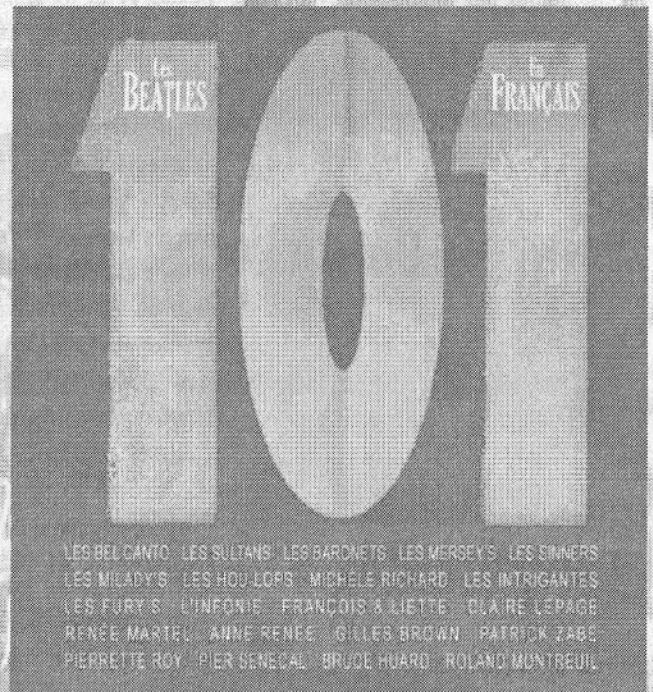 101
Les BEATLES
En FRANÇAIS
LES BEL CANTO LES SULTANS LES BARONETS LES MERSEY'S LES SINNERS
LES MILADY'S LES HOU-LOPS MICHÈLE RICHARD LES INTRIGANTES
LES FURY'S L'INFONIE FRANÇOIS & LIETTE CLAIRE LEPAGE
RENÉE MARTEL ANNE RENÉE GILLES BROWN PATRICK ZABÉ
PIERRETTE ROY PIER SENECAL BRUCE HUARD ROLAND MONTREUIL